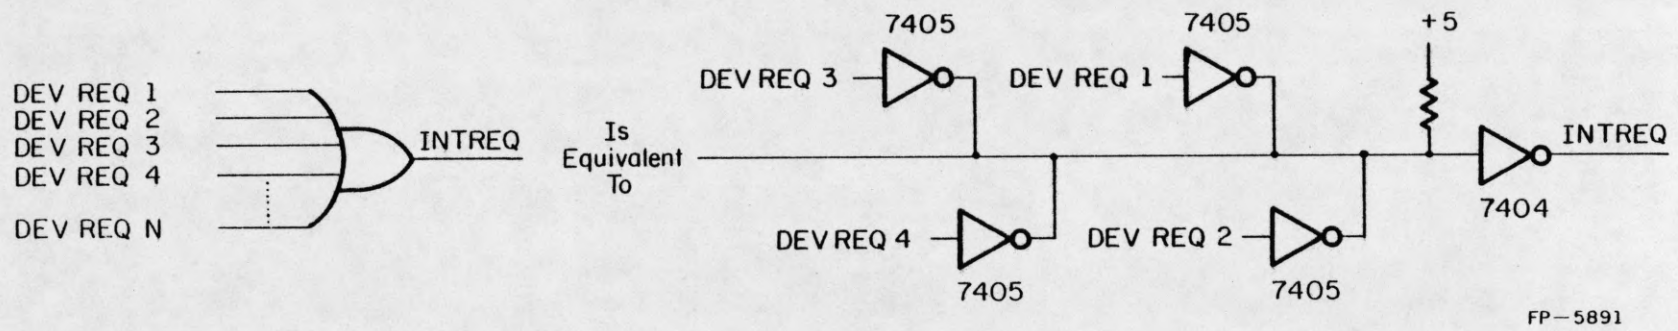 DEV REQ 1
DEV REQ 2
DEV REQ 3
DEV REQ 4
DEV REQ N
INTREQ
Is
Equivalent
To
7405
DEV REQ 3
7405
DEV REQ 1
+5
INTREQ
7404
DEV REQ 4
7405
DEV REQ 2
7405
FP-5891